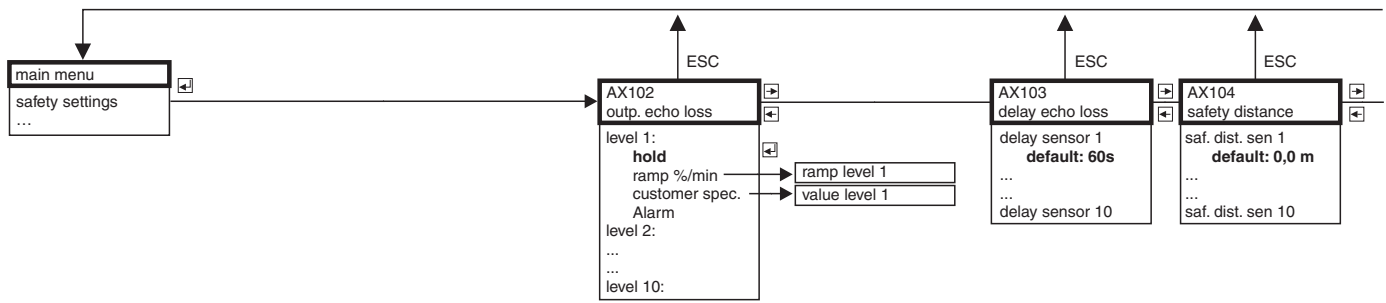 main menu
safety settings
...
ESC
AX102
outp. echo loss
level 1:
hold
ramp %/min
customer spec.
Alarm
level 2:
...
...
level 10:
ramp level 1
value level 1
ESC
AX103
delay echo loss
delay sensor 1
default: 60s
...
...
delay sensor 10
ESC
AX104
safety distance
saf. dist. sen 1
default: 0,0 m
...
...
saf. dist. sen 10